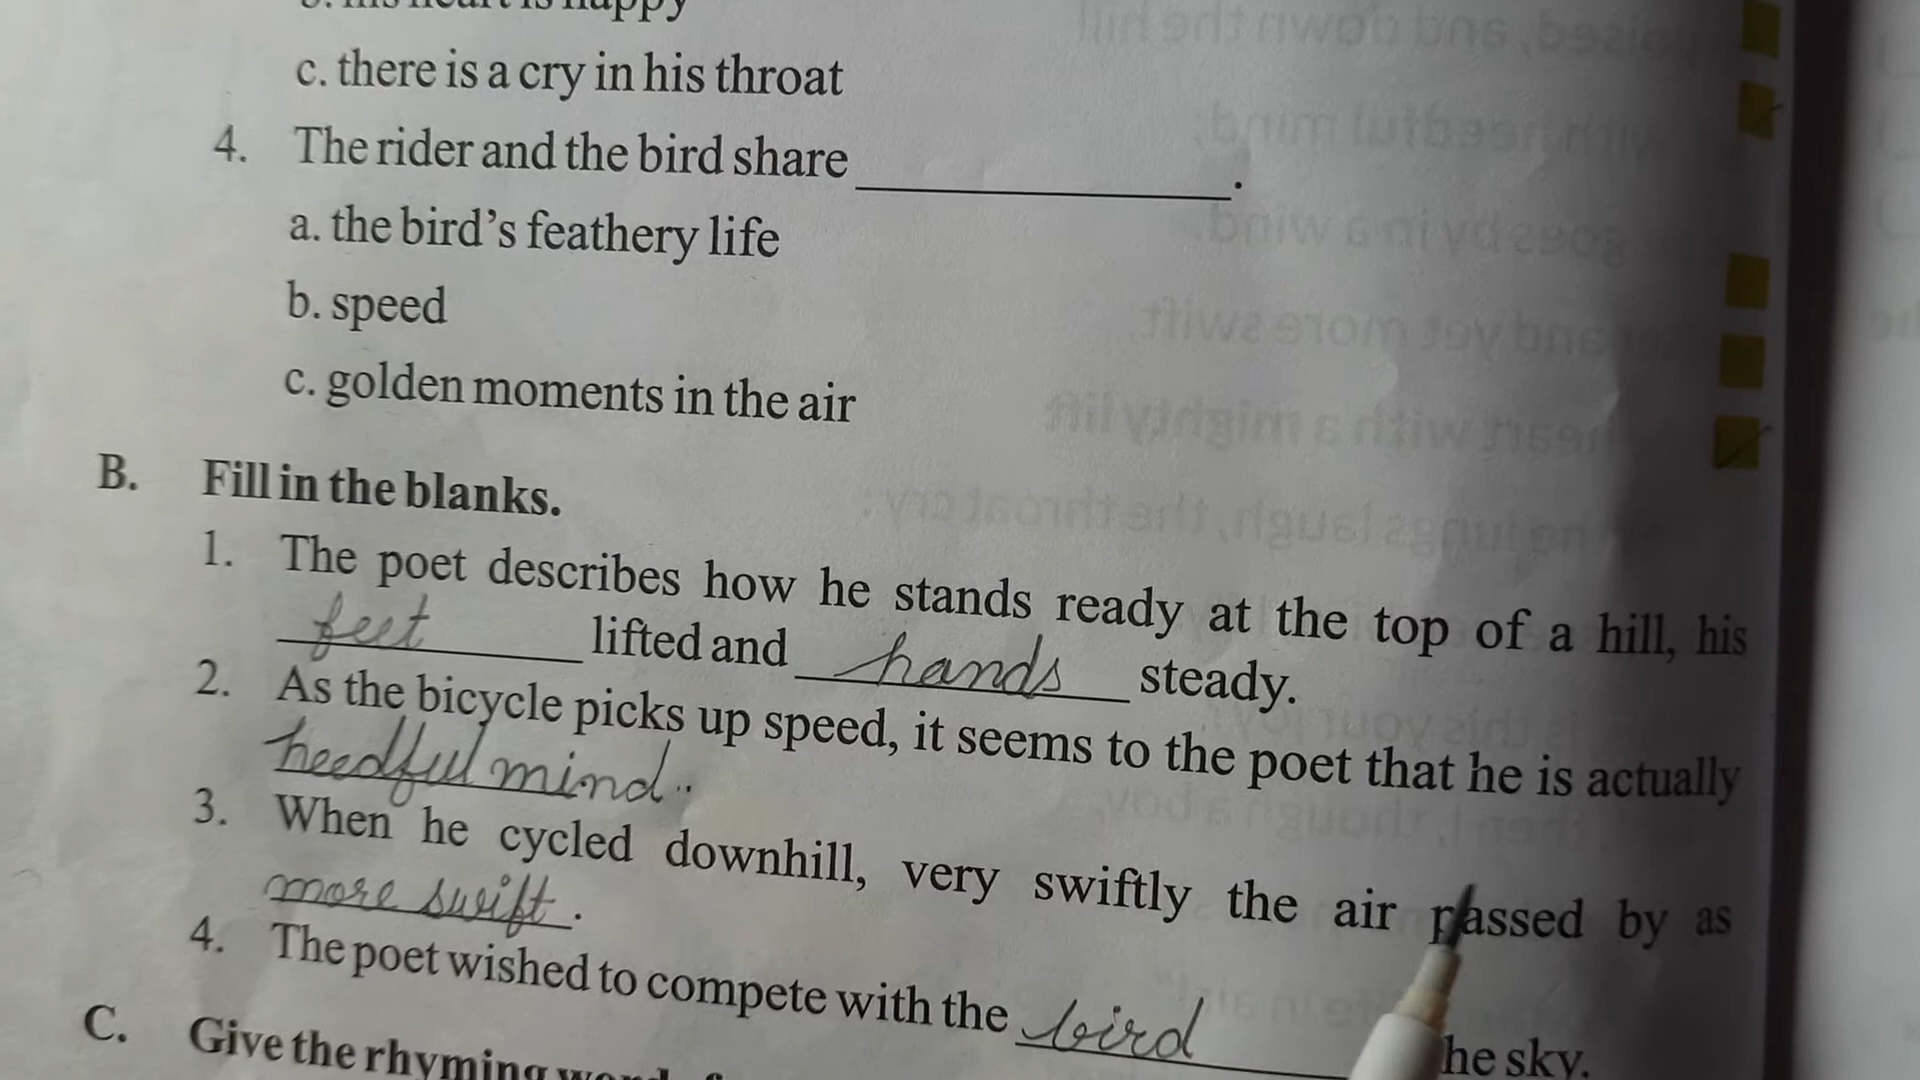 b. his heart is happy
c. there is a cry in his throat
4. The rider and the bird share ____________.
a. the bird's feathery life
b. speed
c. golden moments in the air
B. Fill in the blanks.
1. The poet describes how he stands ready at the top of a hill, his
feet lifted and hands steady.
2. As the bicycle picks up speed, it seems to the poet that he is actually
heedful mind.
3. When he cycled downhill, very swiftly the air passed by as
more swift.
4. The poet wished to compete with the bird he sky.
C. Give the rhyming